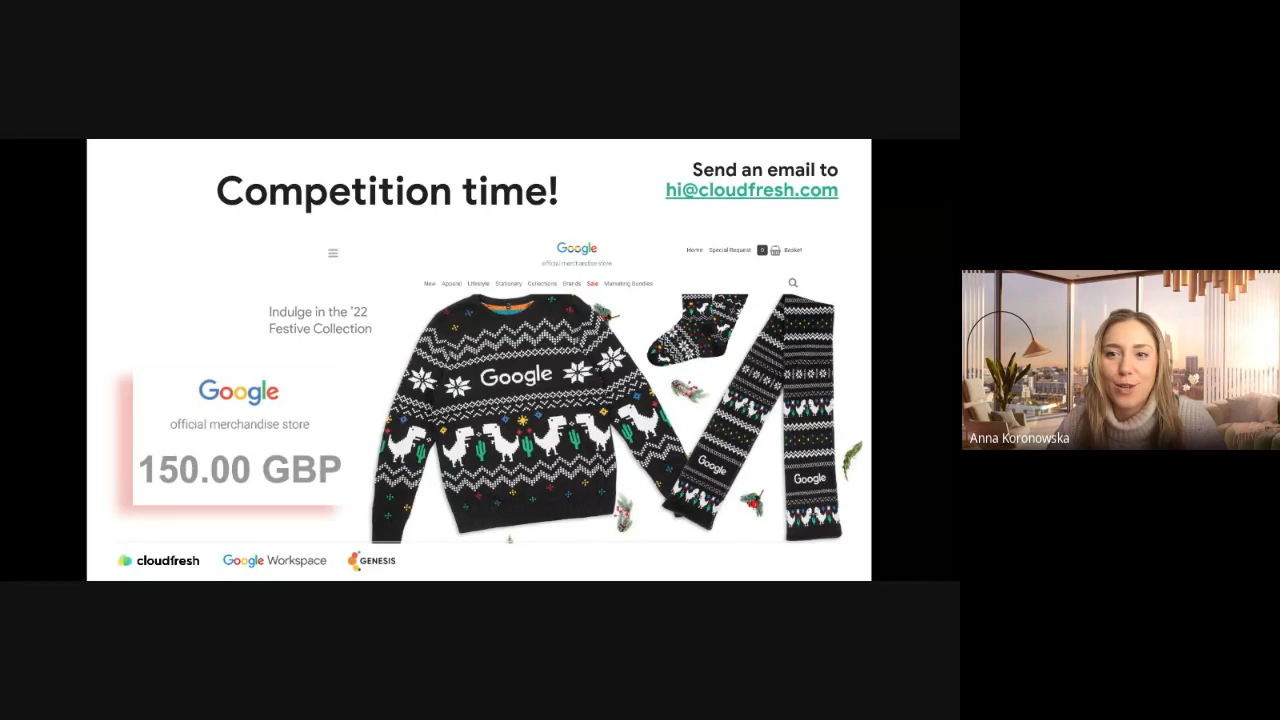 Competition time!
Send an email to
hi@cloudfresh.com
Google
official merchandise store
Home Special Request 0 Basket
New Apparel Lifestyle Stationery Collections Brands Sale Marketing Bundles
Indulge in the '22
Festive Collection
Google
official merchandise store
150.00 GBP
Google
Google
Google
cloudfresh
Google Workspace
GENESIS
Anna Koronowska